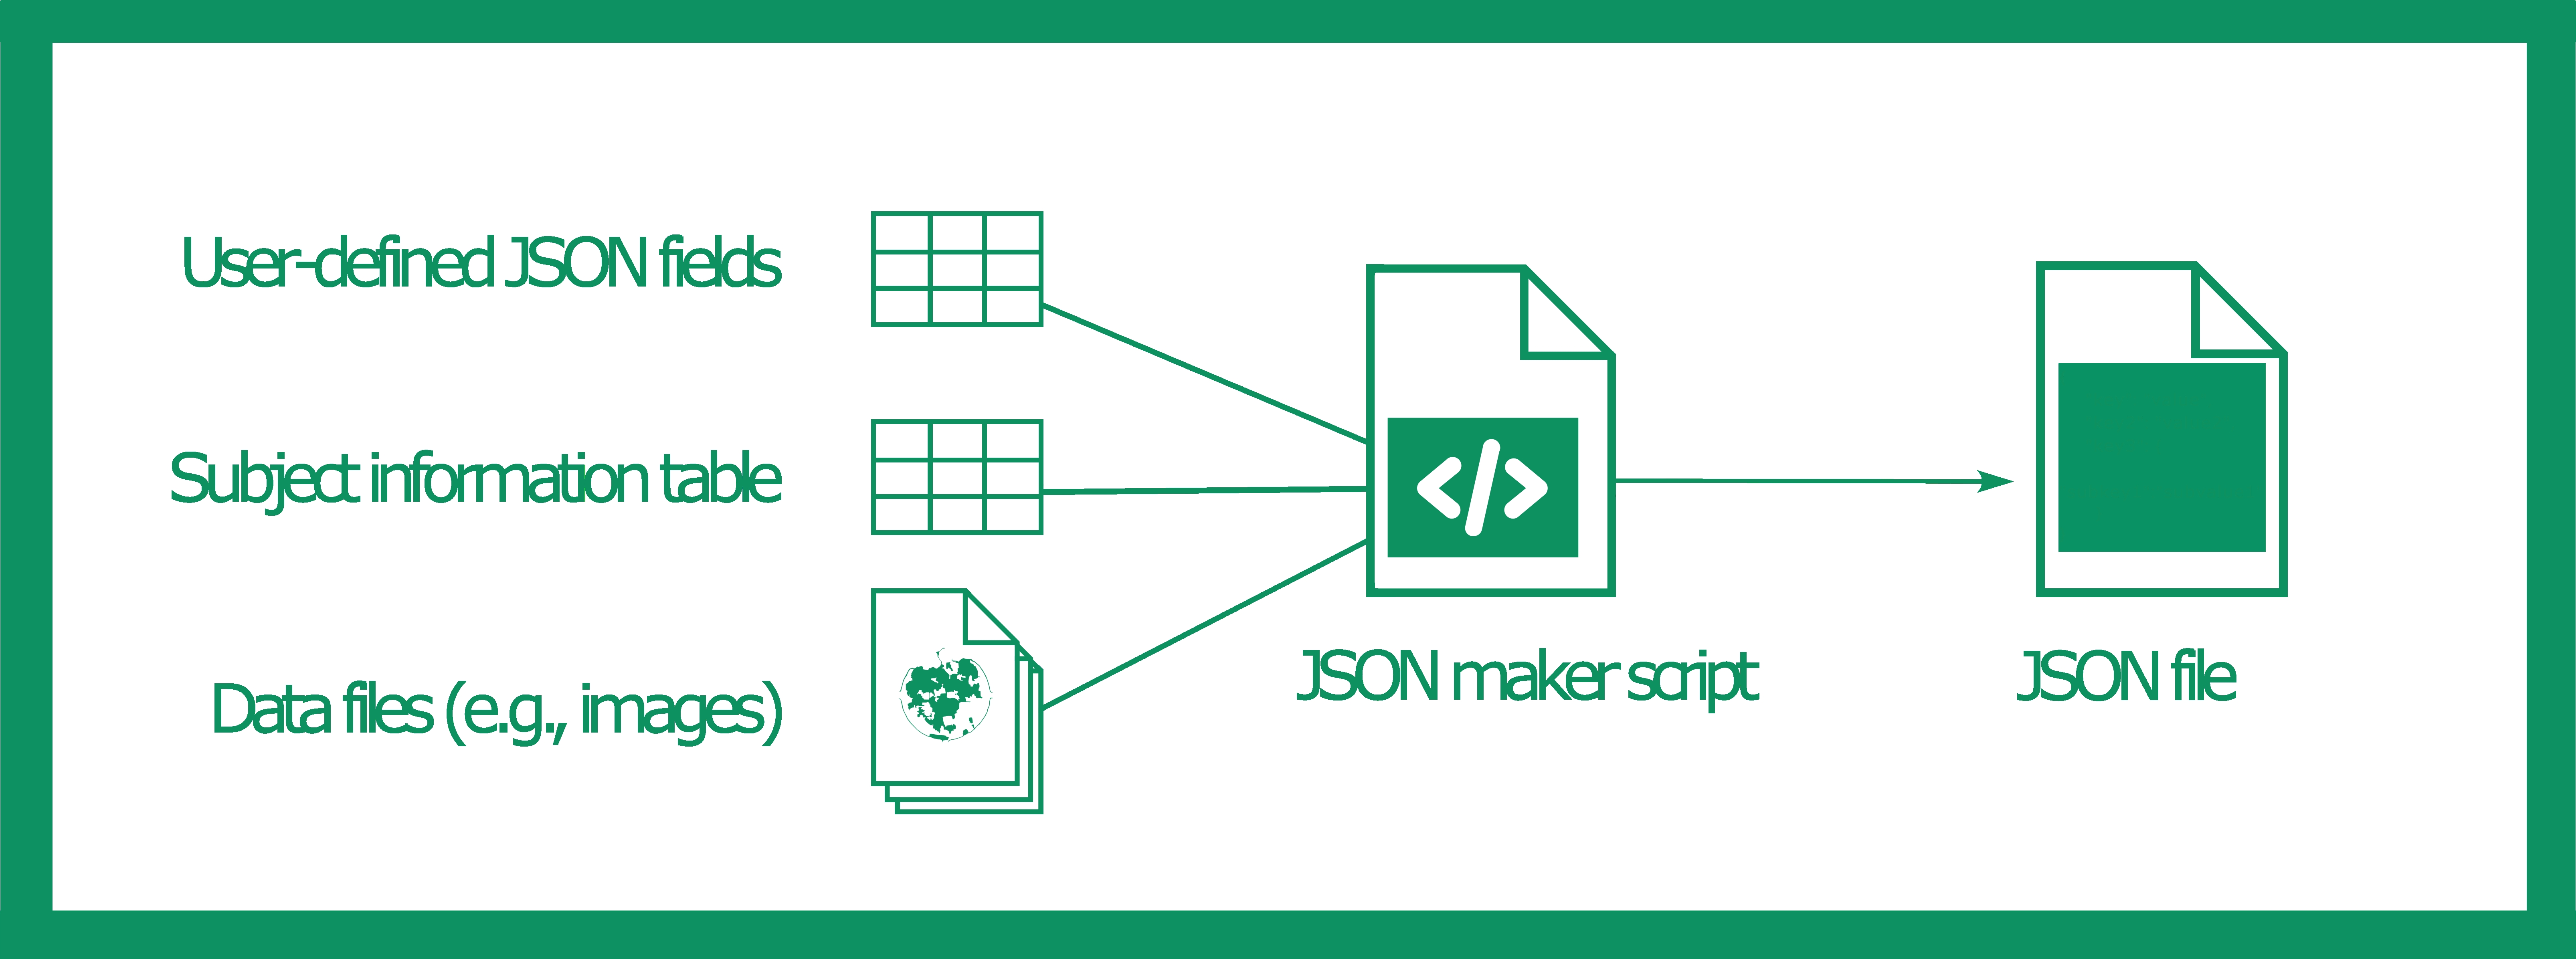 User-defined JSON fields
Subject information table
Data files (e.g., images)
</>
JSON maker script
JSON file